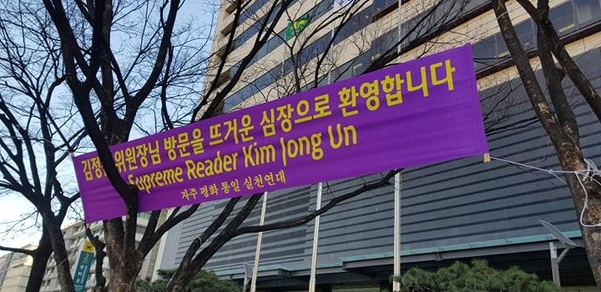 김정은 위원장님 방문을 뜨거운 심장으로 환영합니다
Supreme Reader Kim Jong Un
자주 평화 통일 실천연대